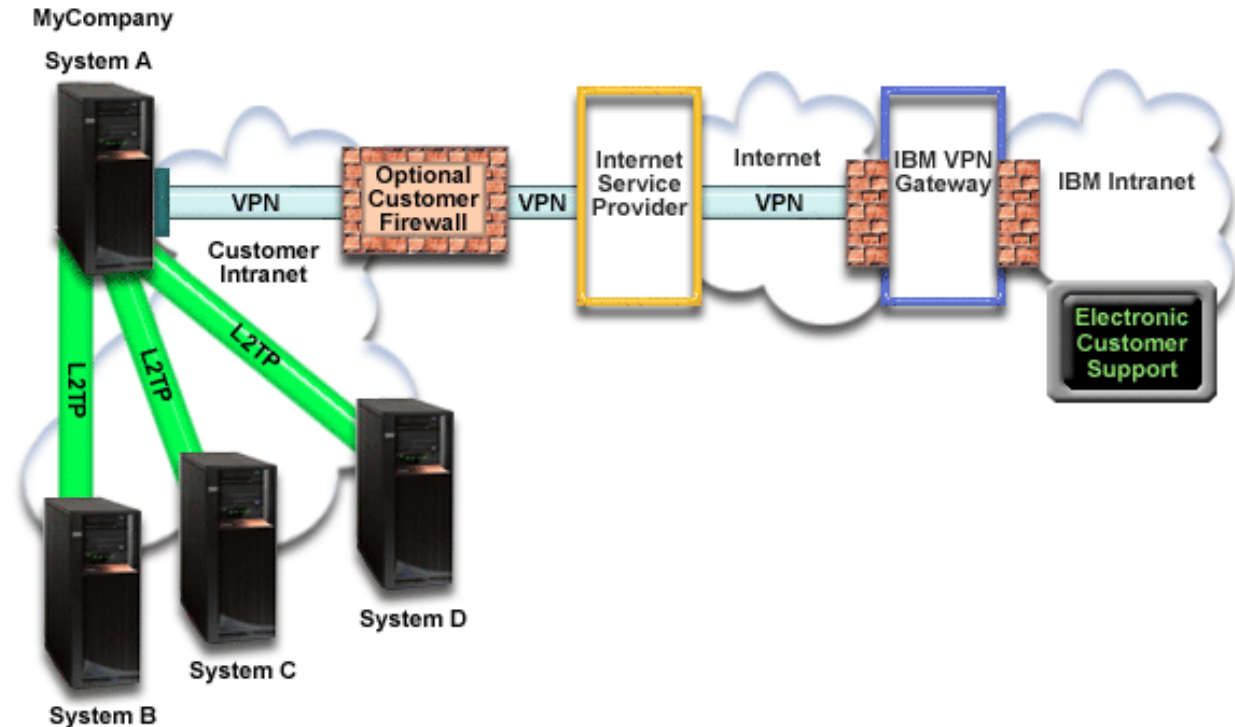 MyCompany
System A
VPN
Customer
Intranet
Optional
Customer
Firewall
VPN
Internet
Service
Provider
Internet
VPN
IBM VPN
Gateway
IBM Intranet
Electronic
Customer
Support
L2TP
L2TP
L2TP
System B
System C
System D